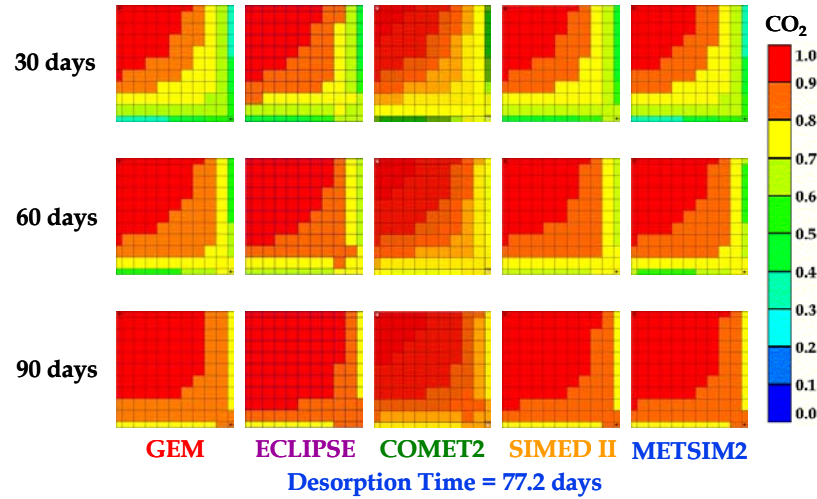 CO₂
30 days
1.0
0.9
0.8
0.7
60 days
0.6
0.5
0.4
0.3
90 days
0.2
0.1
0.0
GEM ECLIPSE COMET2 SIMED II METSIM2
Desorption Time = 77.2 days